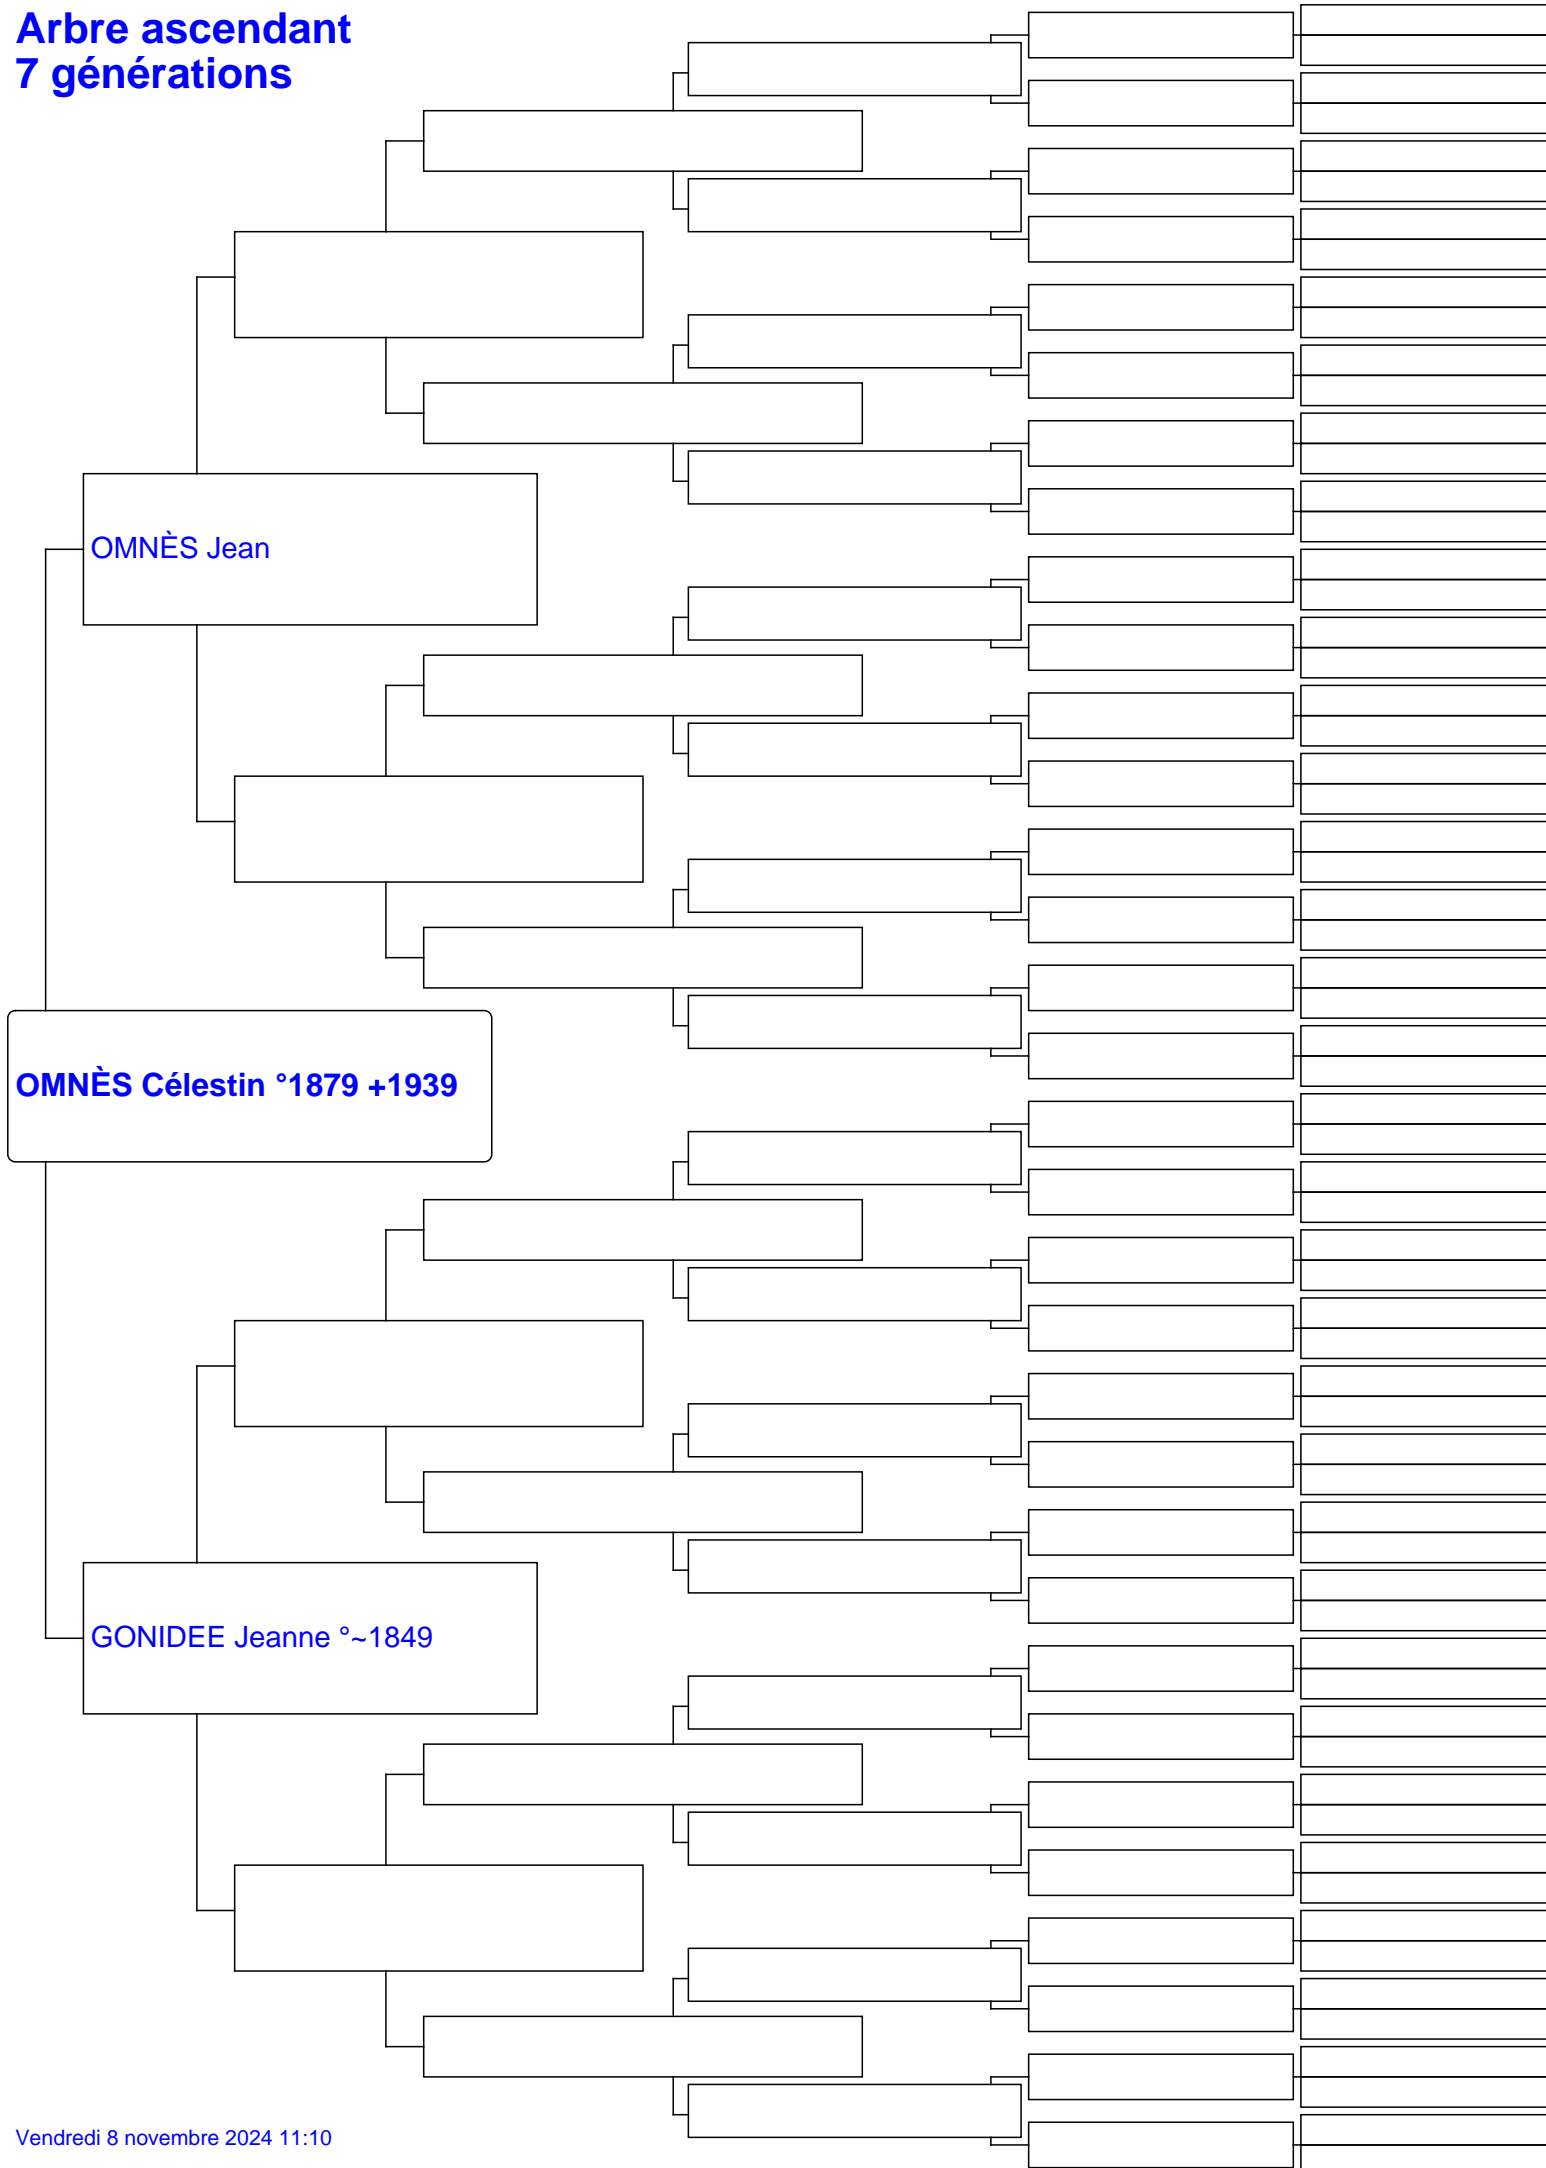 Arbre ascendant
7 générations
OMNÈS Jean
OMNÈS Célestin °1879 +1939
GONIDEE Jeanne °~1849
Vendredi 8 novembre 2024 11:10